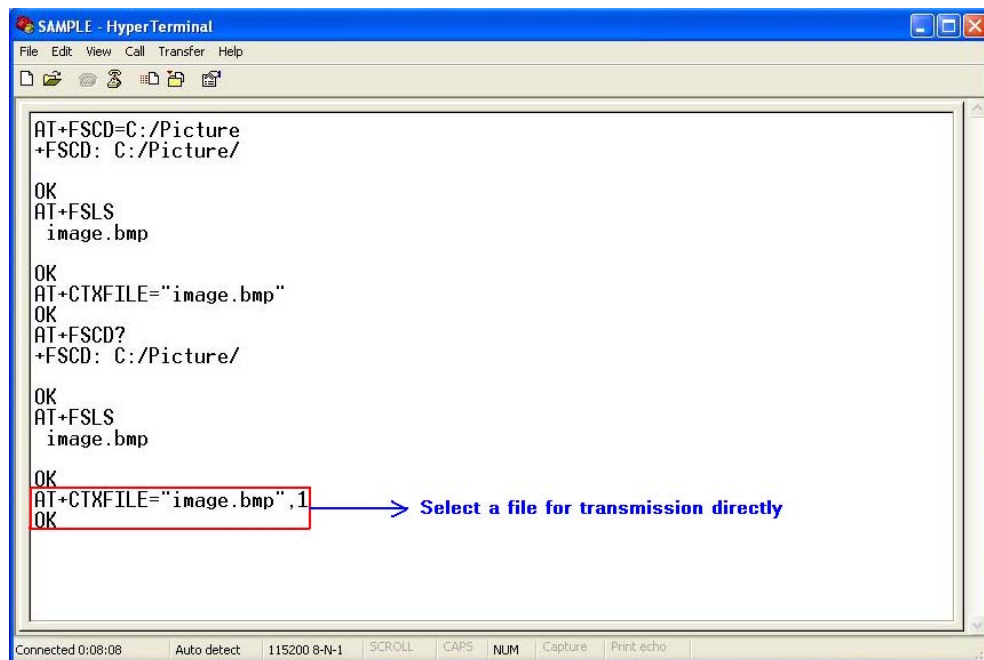 SAMPLE - HyperTerminal
File Edit View Call Transfer Help
AT+FSCD=C:/Picture
+FSCD: C:/Picture/
OK
AT+FSLS
image.bmp
OK
AT+CTXFILE="image.bmp"
OK
AT+FSCD?
+FSCD: C:/Picture/
OK
AT+FSLS
image.bmp
OK
AT+CTXFILE="image.bmp",1
OK
Select a file for transmission directly
Connected 0:08:08 Auto detect 115200 8-N-1 SCROLL CAPS NUM Capture Print echo